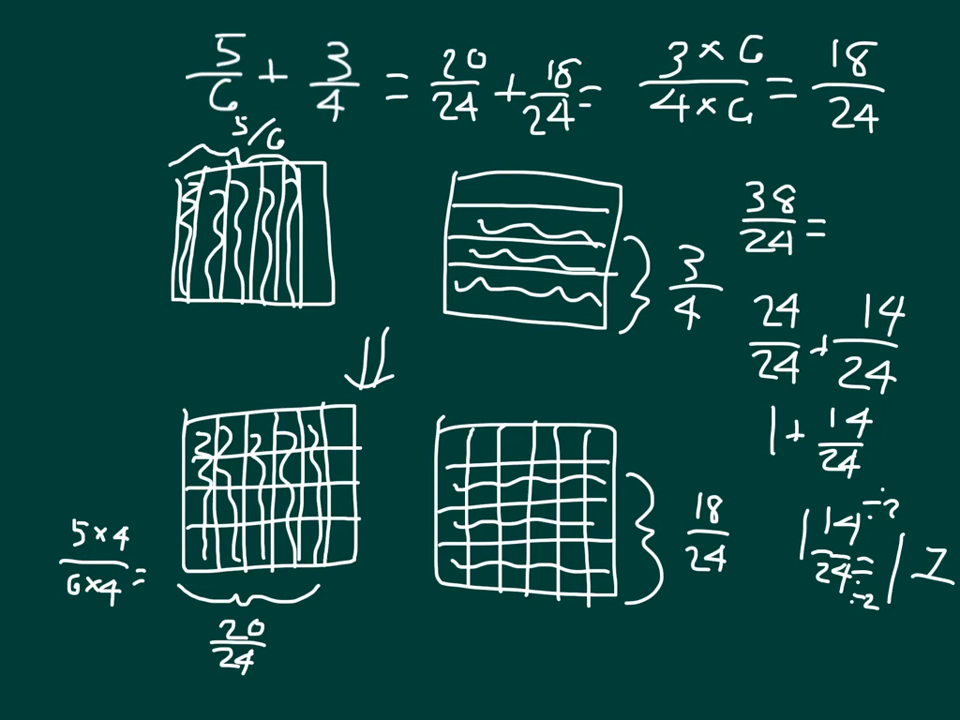 5/6 + 3/4 = 20/24 + 18/24 = 3 × 6 / 4 × 6 = 18/24
5/6
3/4
38/24 =
24/24 + 14/24
1 + 14/24
5 × 4 / 6 × 4 =
20/24
18/24
1 14 ÷ 2 / 24 ÷ 2 = 1 7